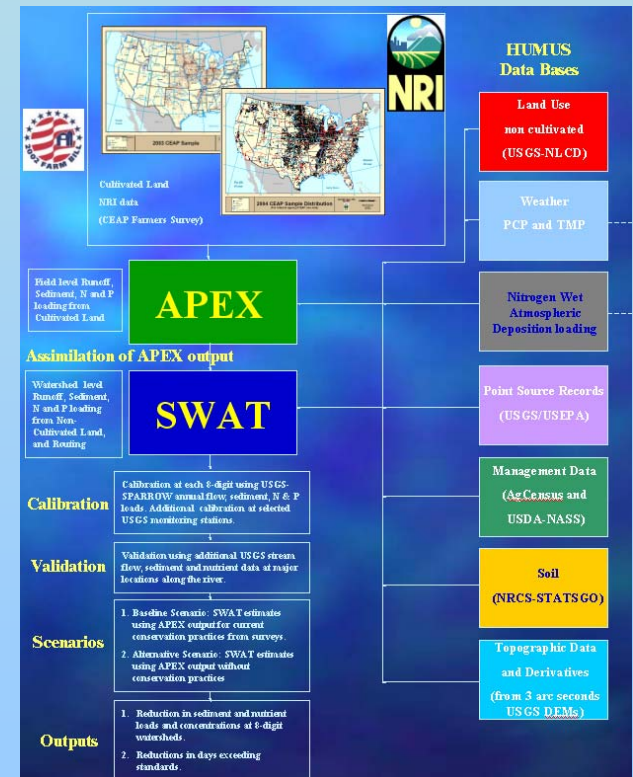 NRI
2002 FARM BILL
2003 CEAP Sample
2004 CEAP Sample Distribution
Cultivated Land
NRI data
(CEAP Farmers Survey)
Field level Runoff,
Sediment, N and P
loading from
Cultivated Land
APEX
Assimilation of APEX output
Watershed level
Runoff, Sediment,
N and P loading
from Non-
Cultivated Land,
and Routing
SWAT
Calibration
Calibration at each 8-digit using USGS-
SPARROW annual flow, sediment, N & P
loads. Additional calibration at selected
USGS monitoring stations.
Validation
Validation using additional USGS stream
flow, sediment and nutrient data at major
locations along the river.
Scenarios
1. Baseline Scenario: SWAT estimates
using APEX output for current
conservation practices from surveys.
2. Alternative Scenario: SWAT estimates
using APEX output without
conservation practices
Outputs
1. Reduction in sediment and nutrient
loads and concentrations at 8-digit
watersheds.
2. Reductions in days exceeding
standards.
HUMUS
Data Bases
Land Use
non cultivated
(USGS-NLCD)
Weather
PCP and TMP
Nitrogen Wet
Atmospheric
Deposition loading
Point Source Records
(USGS/USEPA)
Management Data
(AgCensus and
USDA-NASS)
Soil
(NRCS-STATSGO)
Topographic Data
and Derivatives
(from 3 arc seconds
USGS DEMs)